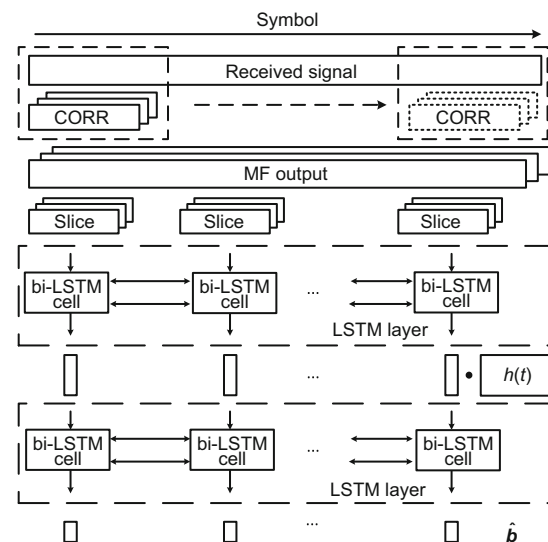 Symbol
Received signal
CORR
CORR
MF output
Slice
Slice
Slice
bi-LSTM
cell
bi-LSTM
cell
...
bi-LSTM
cell
LSTM layer
...
• h(t)
bi-LSTM
cell
bi-LSTM
cell
...
bi-LSTM
cell
LSTM layer
...
b̂